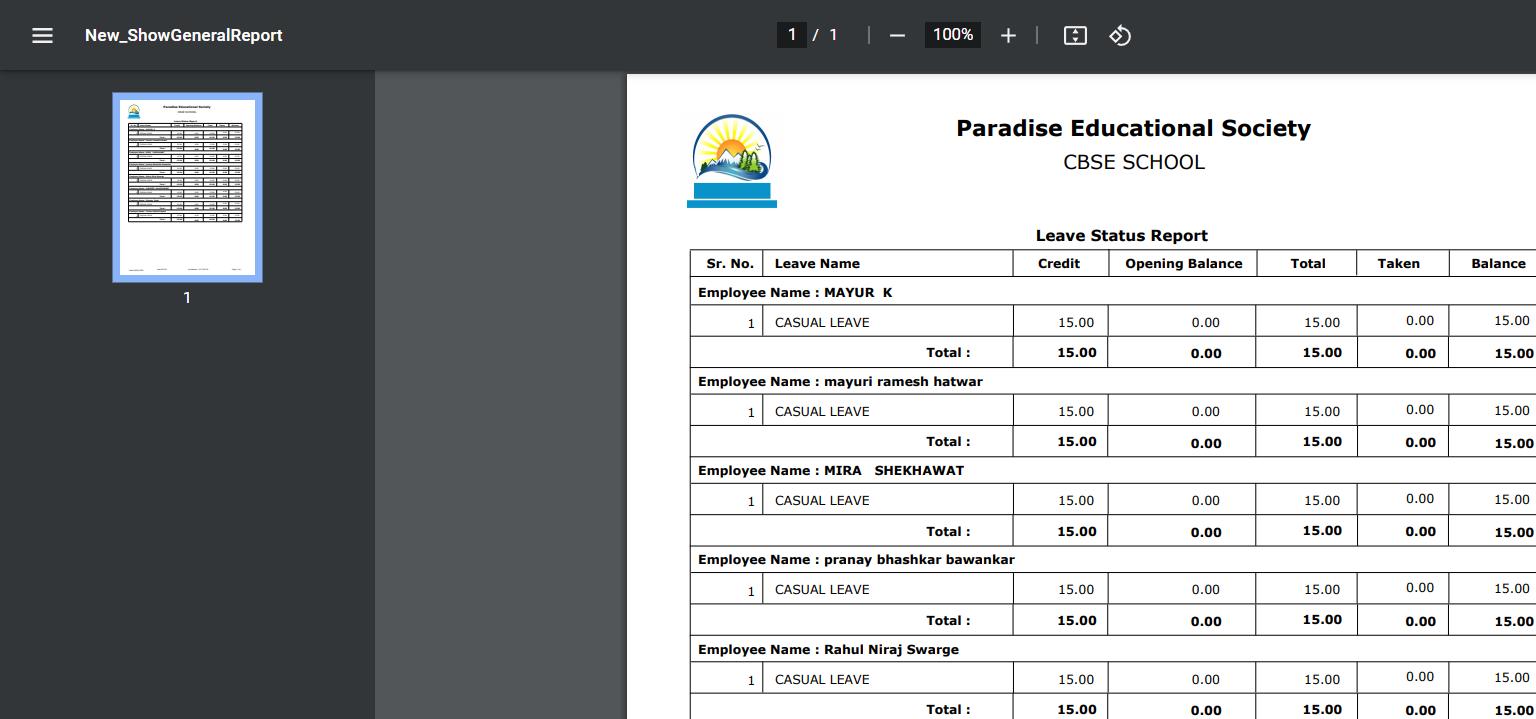 New_ShowGeneralReport
1 / 1
100%
1
Paradise Educational Society
CBSE SCHOOL
Leave Status Report
Sr. No. Leave Name Credit Opening Balance Total Taken Balance
Employee Name : MAYUR K
1 CASUAL LEAVE 15.00 0.00 15.00 0.00 15.00
Total : 15.00 0.00 15.00 0.00 15.00
Employee Name : mayuri ramesh hatwar
1 CASUAL LEAVE 15.00 0.00 15.00 0.00 15.00
Total : 15.00 0.00 15.00 0.00 15.00
Employee Name : MIRA SHEKHAWAT
1 CASUAL LEAVE 15.00 0.00 15.00 0.00 15.00
Total : 15.00 0.00 15.00 0.00 15.00
Employee Name : pranay bhashkar bawankar
1 CASUAL LEAVE 15.00 0.00 15.00 0.00 15.00
Total : 15.00 0.00 15.00 0.00 15.00
Employee Name : Rahul Niraj Swarge
1 CASUAL LEAVE 15.00 0.00 15.00 0.00 15.00
Total : 15.00 0.00 15.00 0.00 15.00